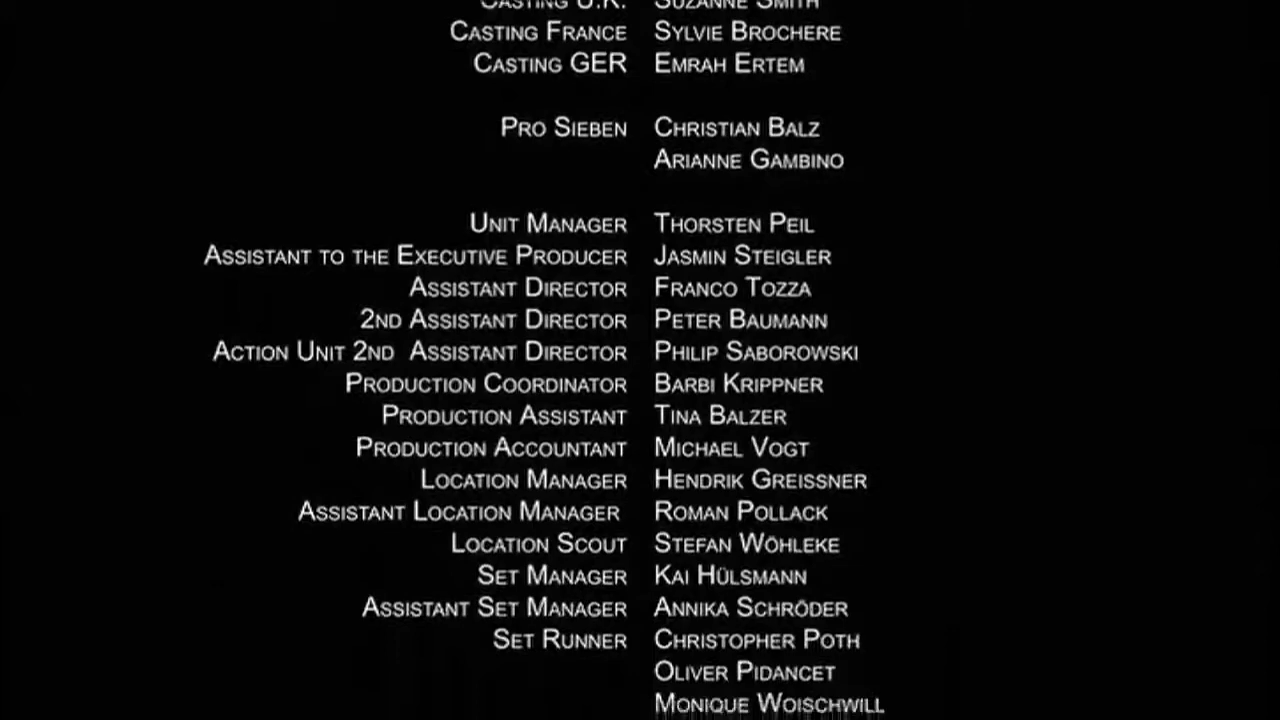 Casting U.K. Suzanne Smith
Casting France Sylvie Brochere
Casting GER Emrah Ertem
Pro Sieben Christian Balz
Arianne Gambino
Unit Manager Thorsten Peil
Assistant to the Executive Producer Jasmin Steigler
Assistant Director Franco Tozza
2nd Assistant Director Peter Baumann
Action Unit 2nd Assistant Director Philip Saborowski
Production Coordinator Barbi Krippner
Production Assistant Tina Balzer
Production Accountant Michael Vogt
Location Manager Hendrik Greissner
Assistant Location Manager Roman Pollack
Location Scout Stefan Wöhleke
Set Manager Kai Hülsmann
Assistant Set Manager Annika Schröder
Set Runner Christopher Poth
Oliver Pidancet
Monique Woischwill